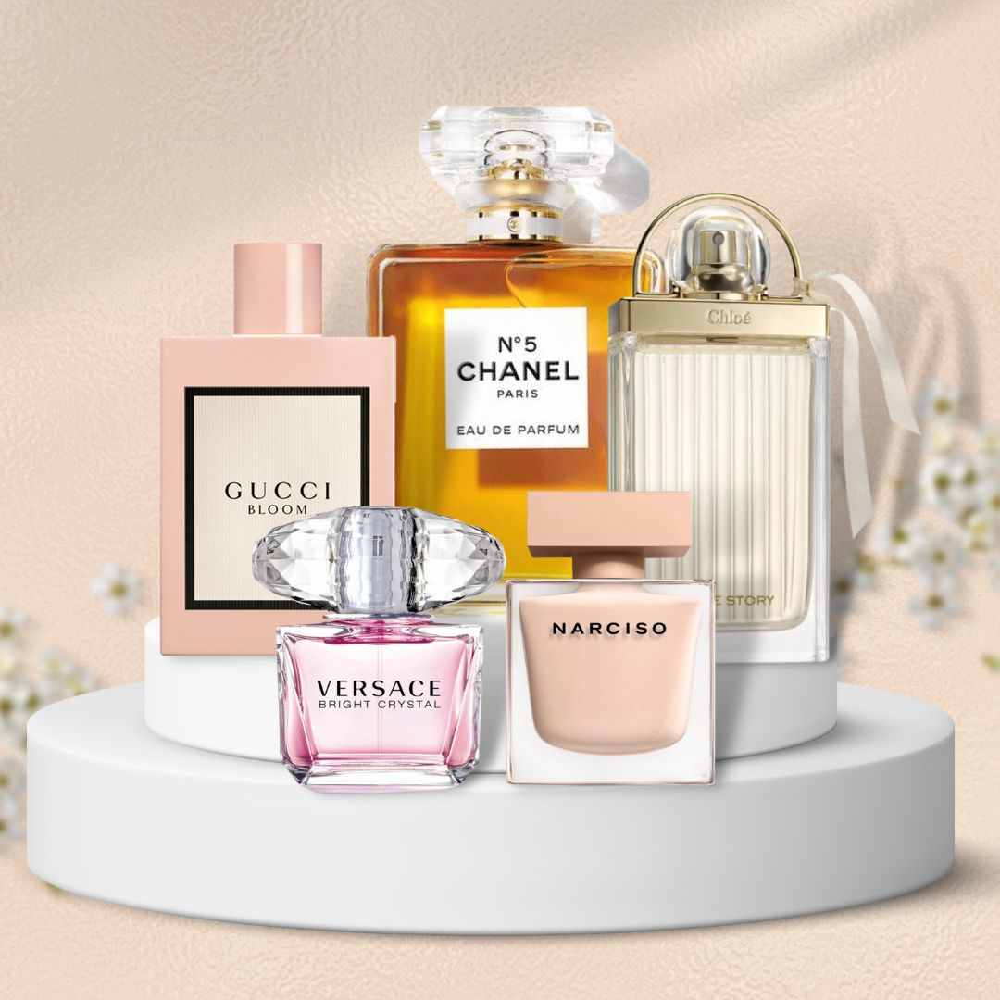 N°5
CHANEL
PARIS
EAU DE PARFUM
Chloé
GUCCI
BLOOM
E STORY
NARCISO
VERSACE
BRIGHT CRYSTAL